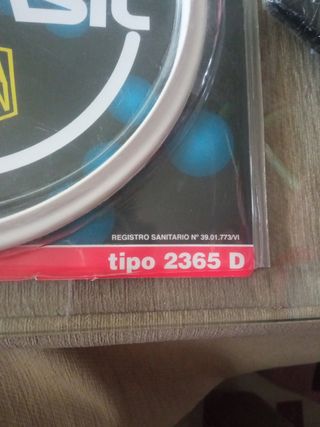 REGISTRO SANITARIO Nº 39.01.773/VI
tipo 2365 D